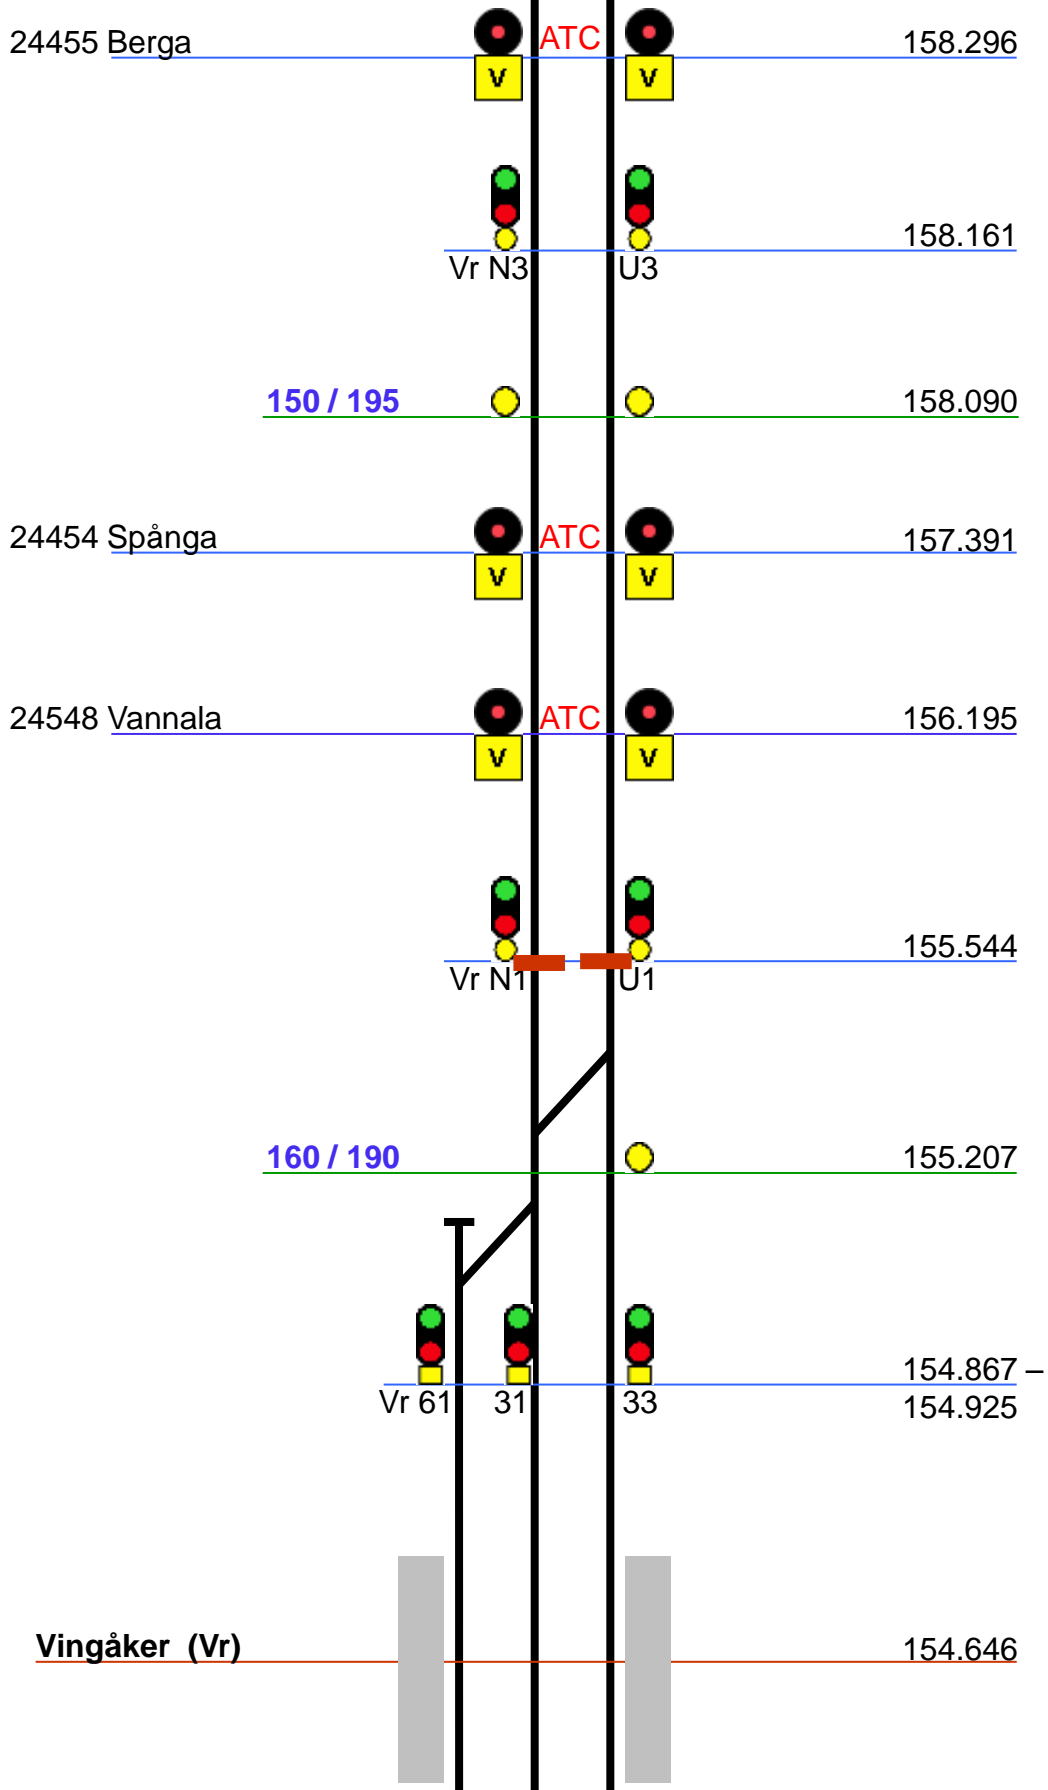 24455 Berga ATC 158.296
V V
158.161
Vr N3 U3
150 / 195 158.090
24454 Spånga ATC 157.391
V V
24548 Vannala ATC 156.195
V V
155.544
Vr N1 U1
160 / 190 155.207
154.867 –
Vr 61 31 33 154.925
Vingåker (Vr) 154.646